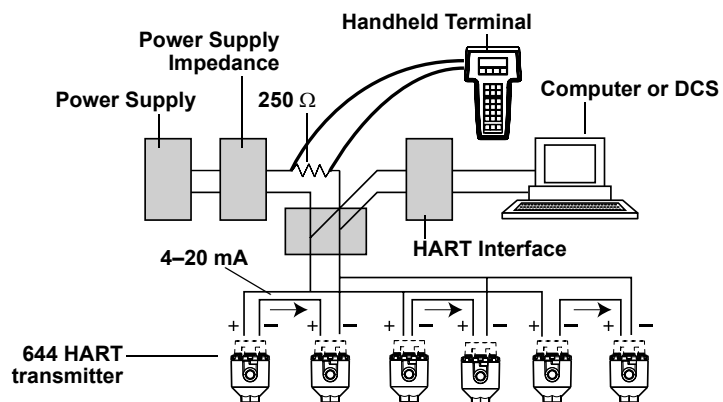 Handheld Terminal
Power Supply
Impedance
Power Supply
250 Ω
Computer or DCS
HART Interface
4–20 mA
+ – + – + – + – + – + –
644 HART
transmitter